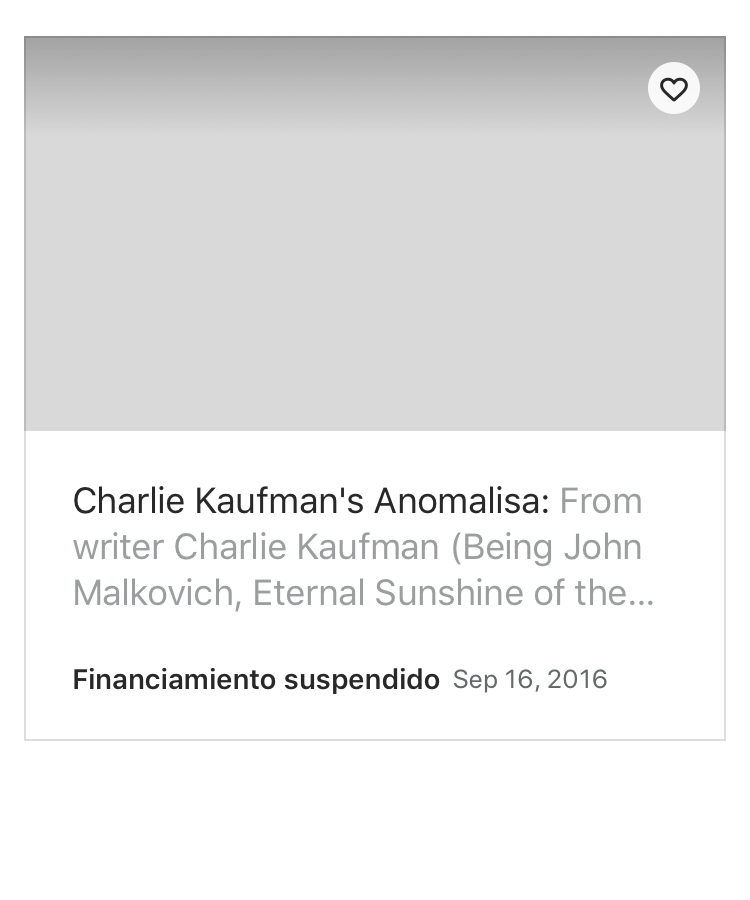 Charlie Kaufman's Anomalisa: From
writer Charlie Kaufman (Being John
Malkovich, Eternal Sunshine of the...
Financiamiento suspendido Sep 16, 2016